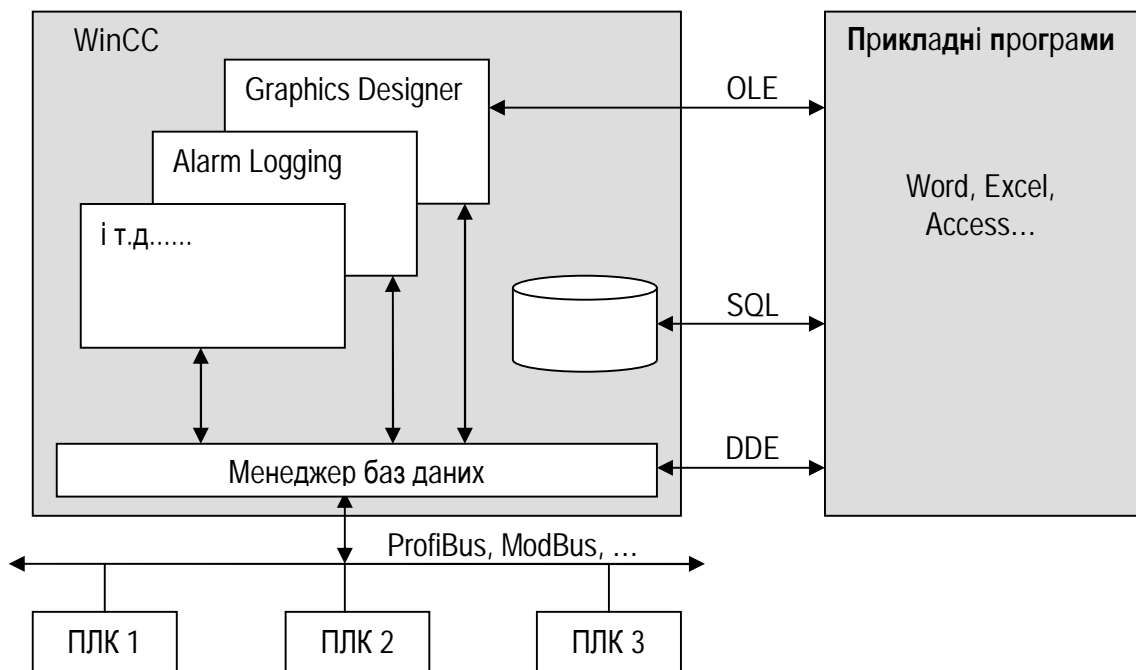 WinCC
Прикладні програми
Graphics Designer
OLE
Alarm Logging
Word, Excel,
Access…
і т.д......
SQL
DDE
Менеджер баз даних
ProfiBus, ModBus, …
ПЛК 1
ПЛК 2
ПЛК 3